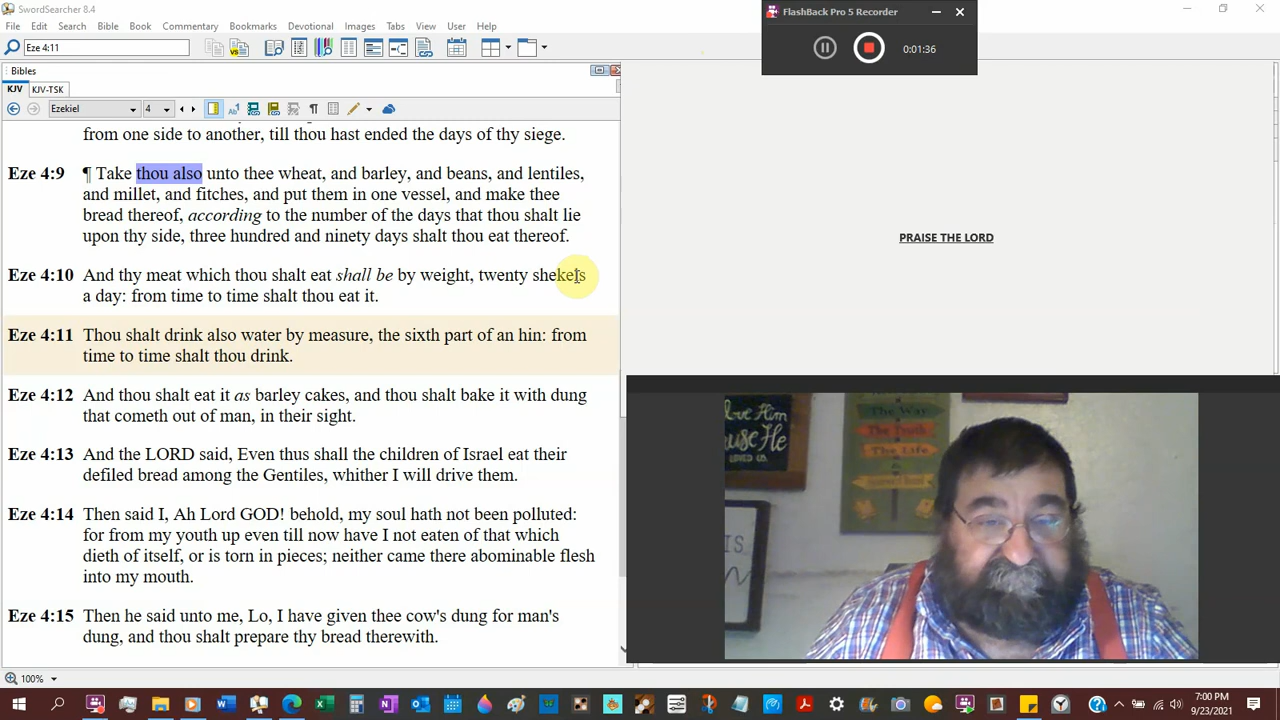 SwordSearcher 8.4
FlashBack Pro 5 Recorder
File Edit Search Bible Book Commentary Bookmarks Devotional Images Tabs View User Help
Eze 4:11
0:01:36
Bibles
KJV KJV-TSK
Ezekiel 4
from one side to another, till thou hast ended the days of thy siege.
Eze 4:9 ¶ Take thou also unto thee wheat, and barley, and beans, and lentiles,
and millet, and fitches, and put them in one vessel, and make thee
bread thereof, according to the number of the days that thou shalt lie
upon thy side, three hundred and ninety days shalt thou eat thereof.
Eze 4:10 And thy meat which thou shalt eat shall be by weight, twenty shekels
a day: from time to time shalt thou eat it.
Eze 4:11 Thou shalt drink also water by measure, the sixth part of an hin: from
time to time shalt thou drink.
Eze 4:12 And thou shalt eat it as barley cakes, and thou shalt bake it with dung
that cometh out of man, in their sight.
Eze 4:13 And the LORD said, Even thus shall the children of Israel eat their
defiled bread among the Gentiles, whither I will drive them.
Eze 4:14 Then said I, Ah Lord GOD! behold, my soul hath not been polluted:
for from my youth up even till now have I not eaten of that which
dieth of itself, or is torn in pieces; neither came there abominable flesh
into my mouth.
Eze 4:15 Then he said unto me, Lo, I have given thee cow's dung for man's
dung, and thou shalt prepare thy bread therewith.
PRAISE THE LORD
Him
He
LOVED US.
The Way
The Truth
The Life
IS
100%
7:00 PM
9/23/2021